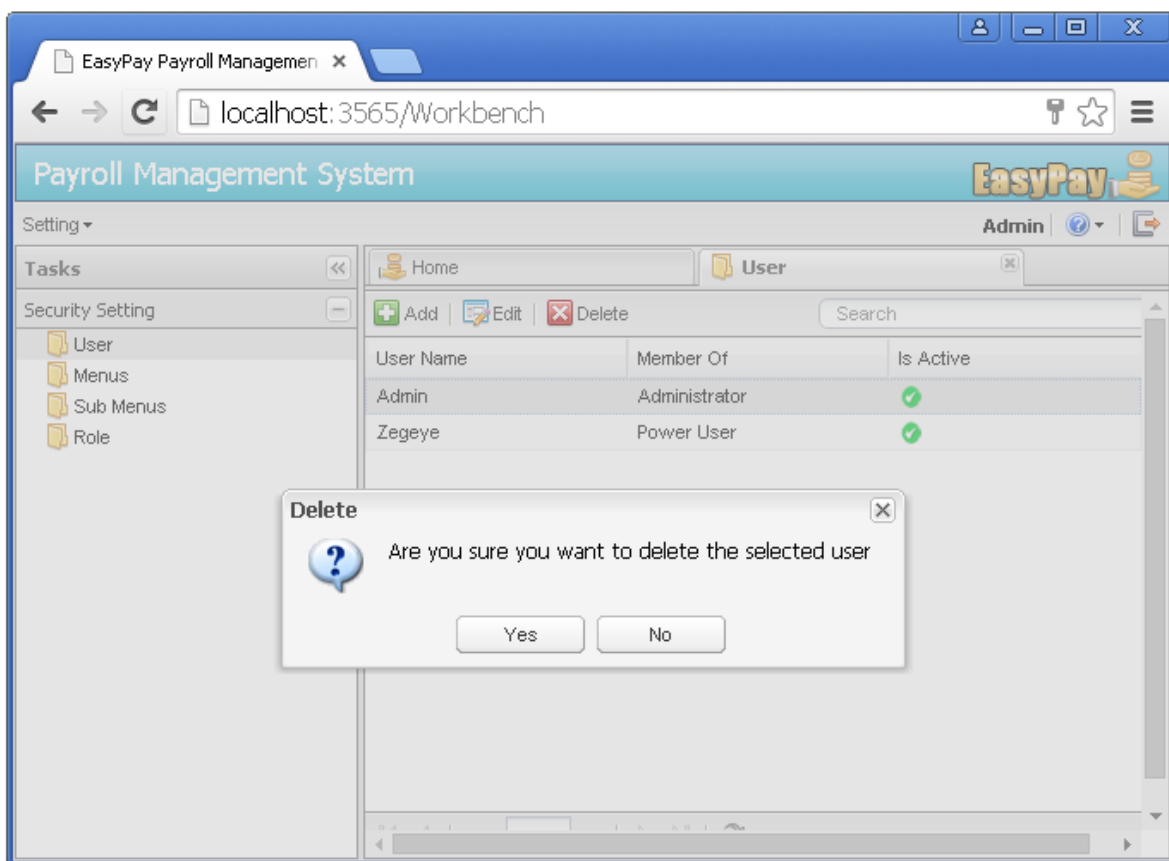 EasyPay Payroll Managemen
localhost:3565/Workbench
Payroll Management System
EasyPay
Setting
Admin
Tasks
Home
User
Security Setting
Add
Edit
Delete
Search
User
Menus
Sub Menus
Role
User Name Member Of Is Active
Admin Administrator
Zegeye Power User
Delete
Are you sure you want to delete the selected user
Yes
No